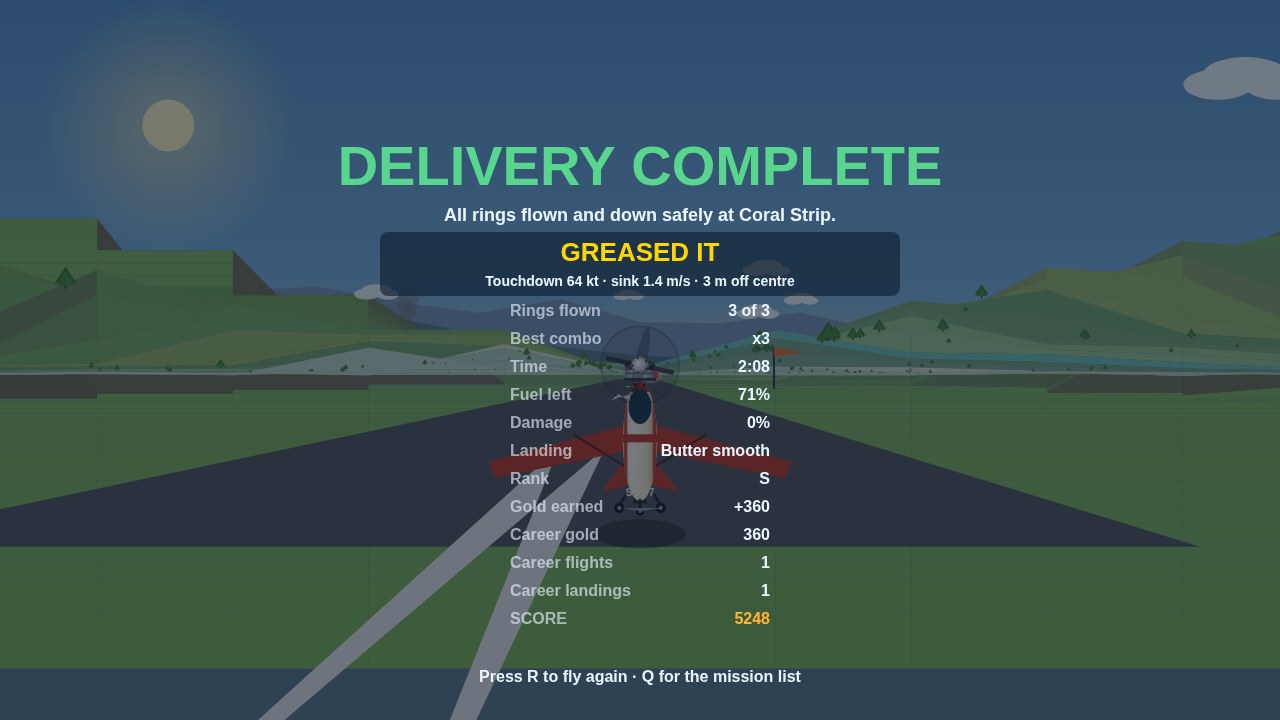 DELIVERY COMPLETE
All rings flown and down safely at Coral Strip.
GREASED IT
Touchdown 64 kt · sink 1.4 m/s · 3 m off centre
Rings flown 3 of 3
Best combo x3
Time 2:08
Fuel left 71%
Damage 0%
Landing Butter smooth
Rank S
Gold earned +360
Career gold 360
Career flights 1
Career landings 1
SCORE 5248
Press R to fly again · Q for the mission list